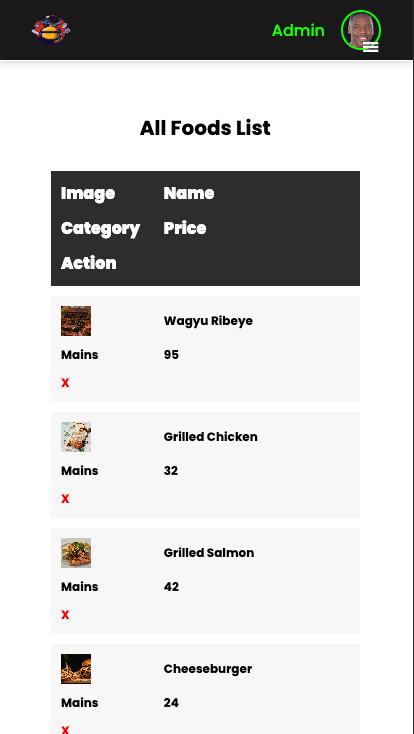 Admin
All Foods List
Image Name
Category Price
Action
Wagyu Ribeye
Mains 95
X
Grilled Chicken
Mains 32
X
Grilled Salmon
Mains 42
X
Cheeseburger
Mains 24
X